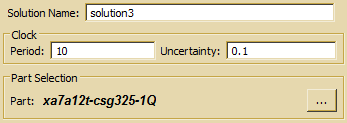 Solution Name: solution3
Clock
Period: 10 Uncertainty: 0.1
Part Selection
Part: xa7a12t-csg325-1Q ...